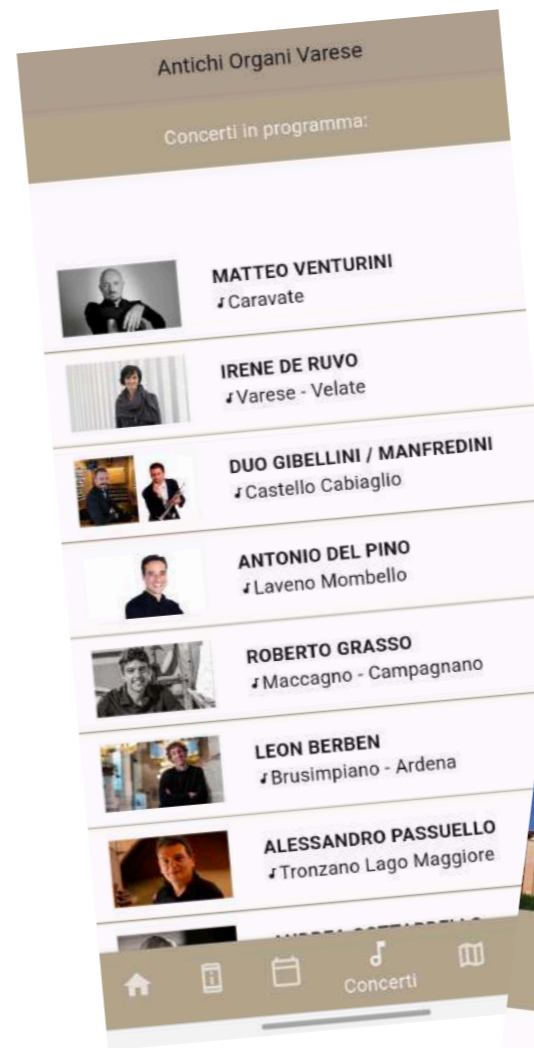 Antichi Organi Varese
Concerti in programma:
MATTEO VENTURINI
Caravate
IRENE DE RUVO
Varese - Velate
DUO GIBELLINI / MANFREDINI
Castello Cabiaglio
ANTONIO DEL PINO
Laveno Mombello
ROBERTO GRASSO
Maccagno - Campagnano
LEON BERBEN
Brusimpiano - Ardena
ALESSANDRO PASSUELLO
Tronzano Lago Maggiore
Concerti